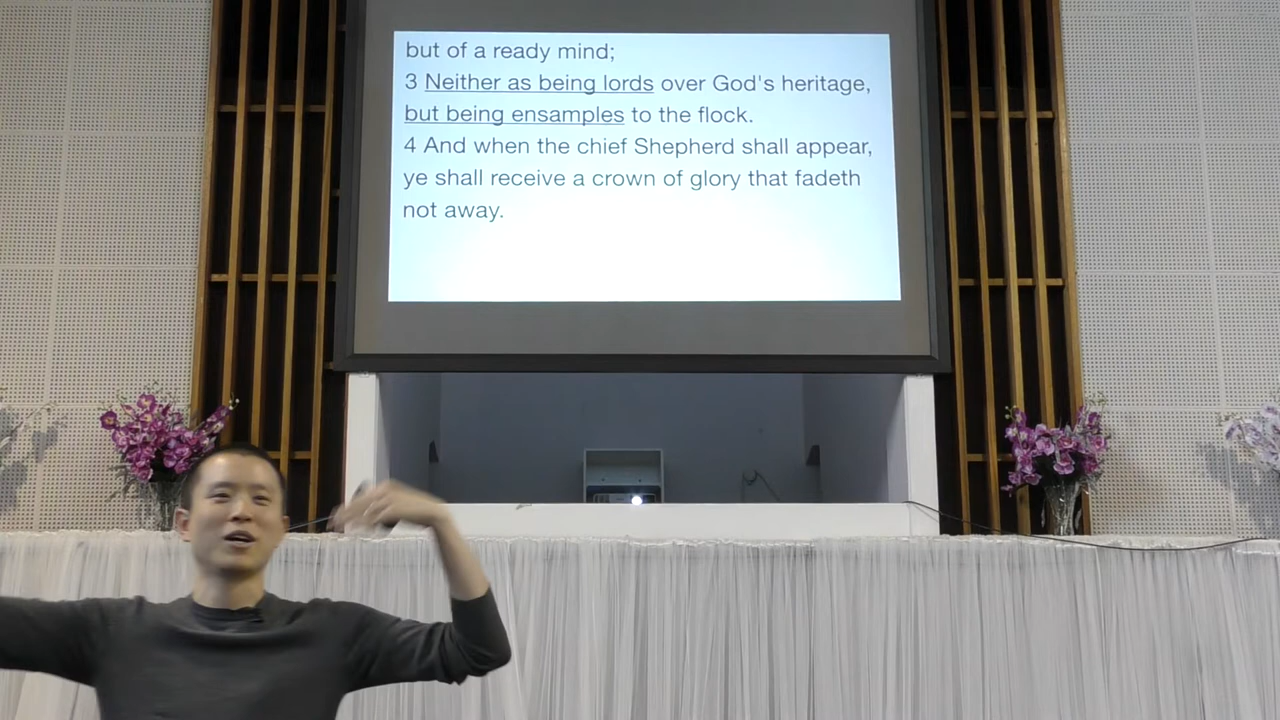 but of a ready mind;
3 Neither as being lords over God's heritage,
but being ensamples to the flock.
4 And when the chief Shepherd shall appear,
ye shall receive a crown of glory that fadeth
not away.